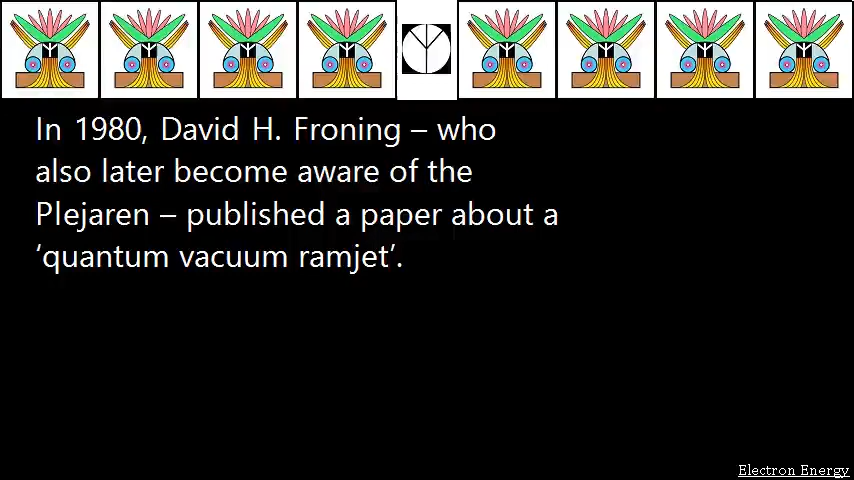 In 1980, David H. Froning – who
also later become aware of the
Plejaren – published a paper about a
‘quantum vacuum ramjet’.
Electron Energy